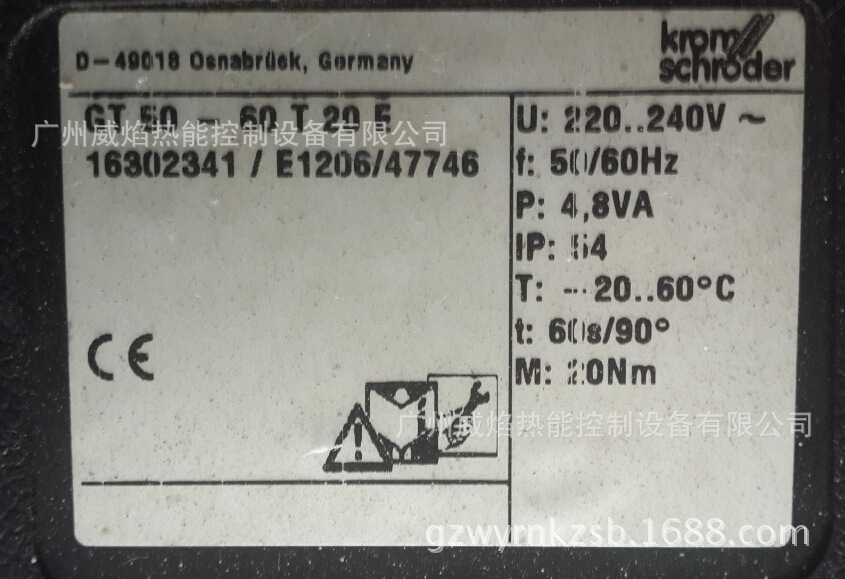 D-49018 Osnabrück, Germany
krom
schröder
GT 50 - 60 T 20 E
广州威焰热能控制设备有限公司
16302341 / E1206/47746
U: 220..240V ~
f: 50/60Hz
P: 4,8VA
IP: 54
T: -20..60°C
t: 60s/90°
M: 20Nm
CE
广州威焰热能控制设备有限公司
gzwyrnkzsb.1688.com